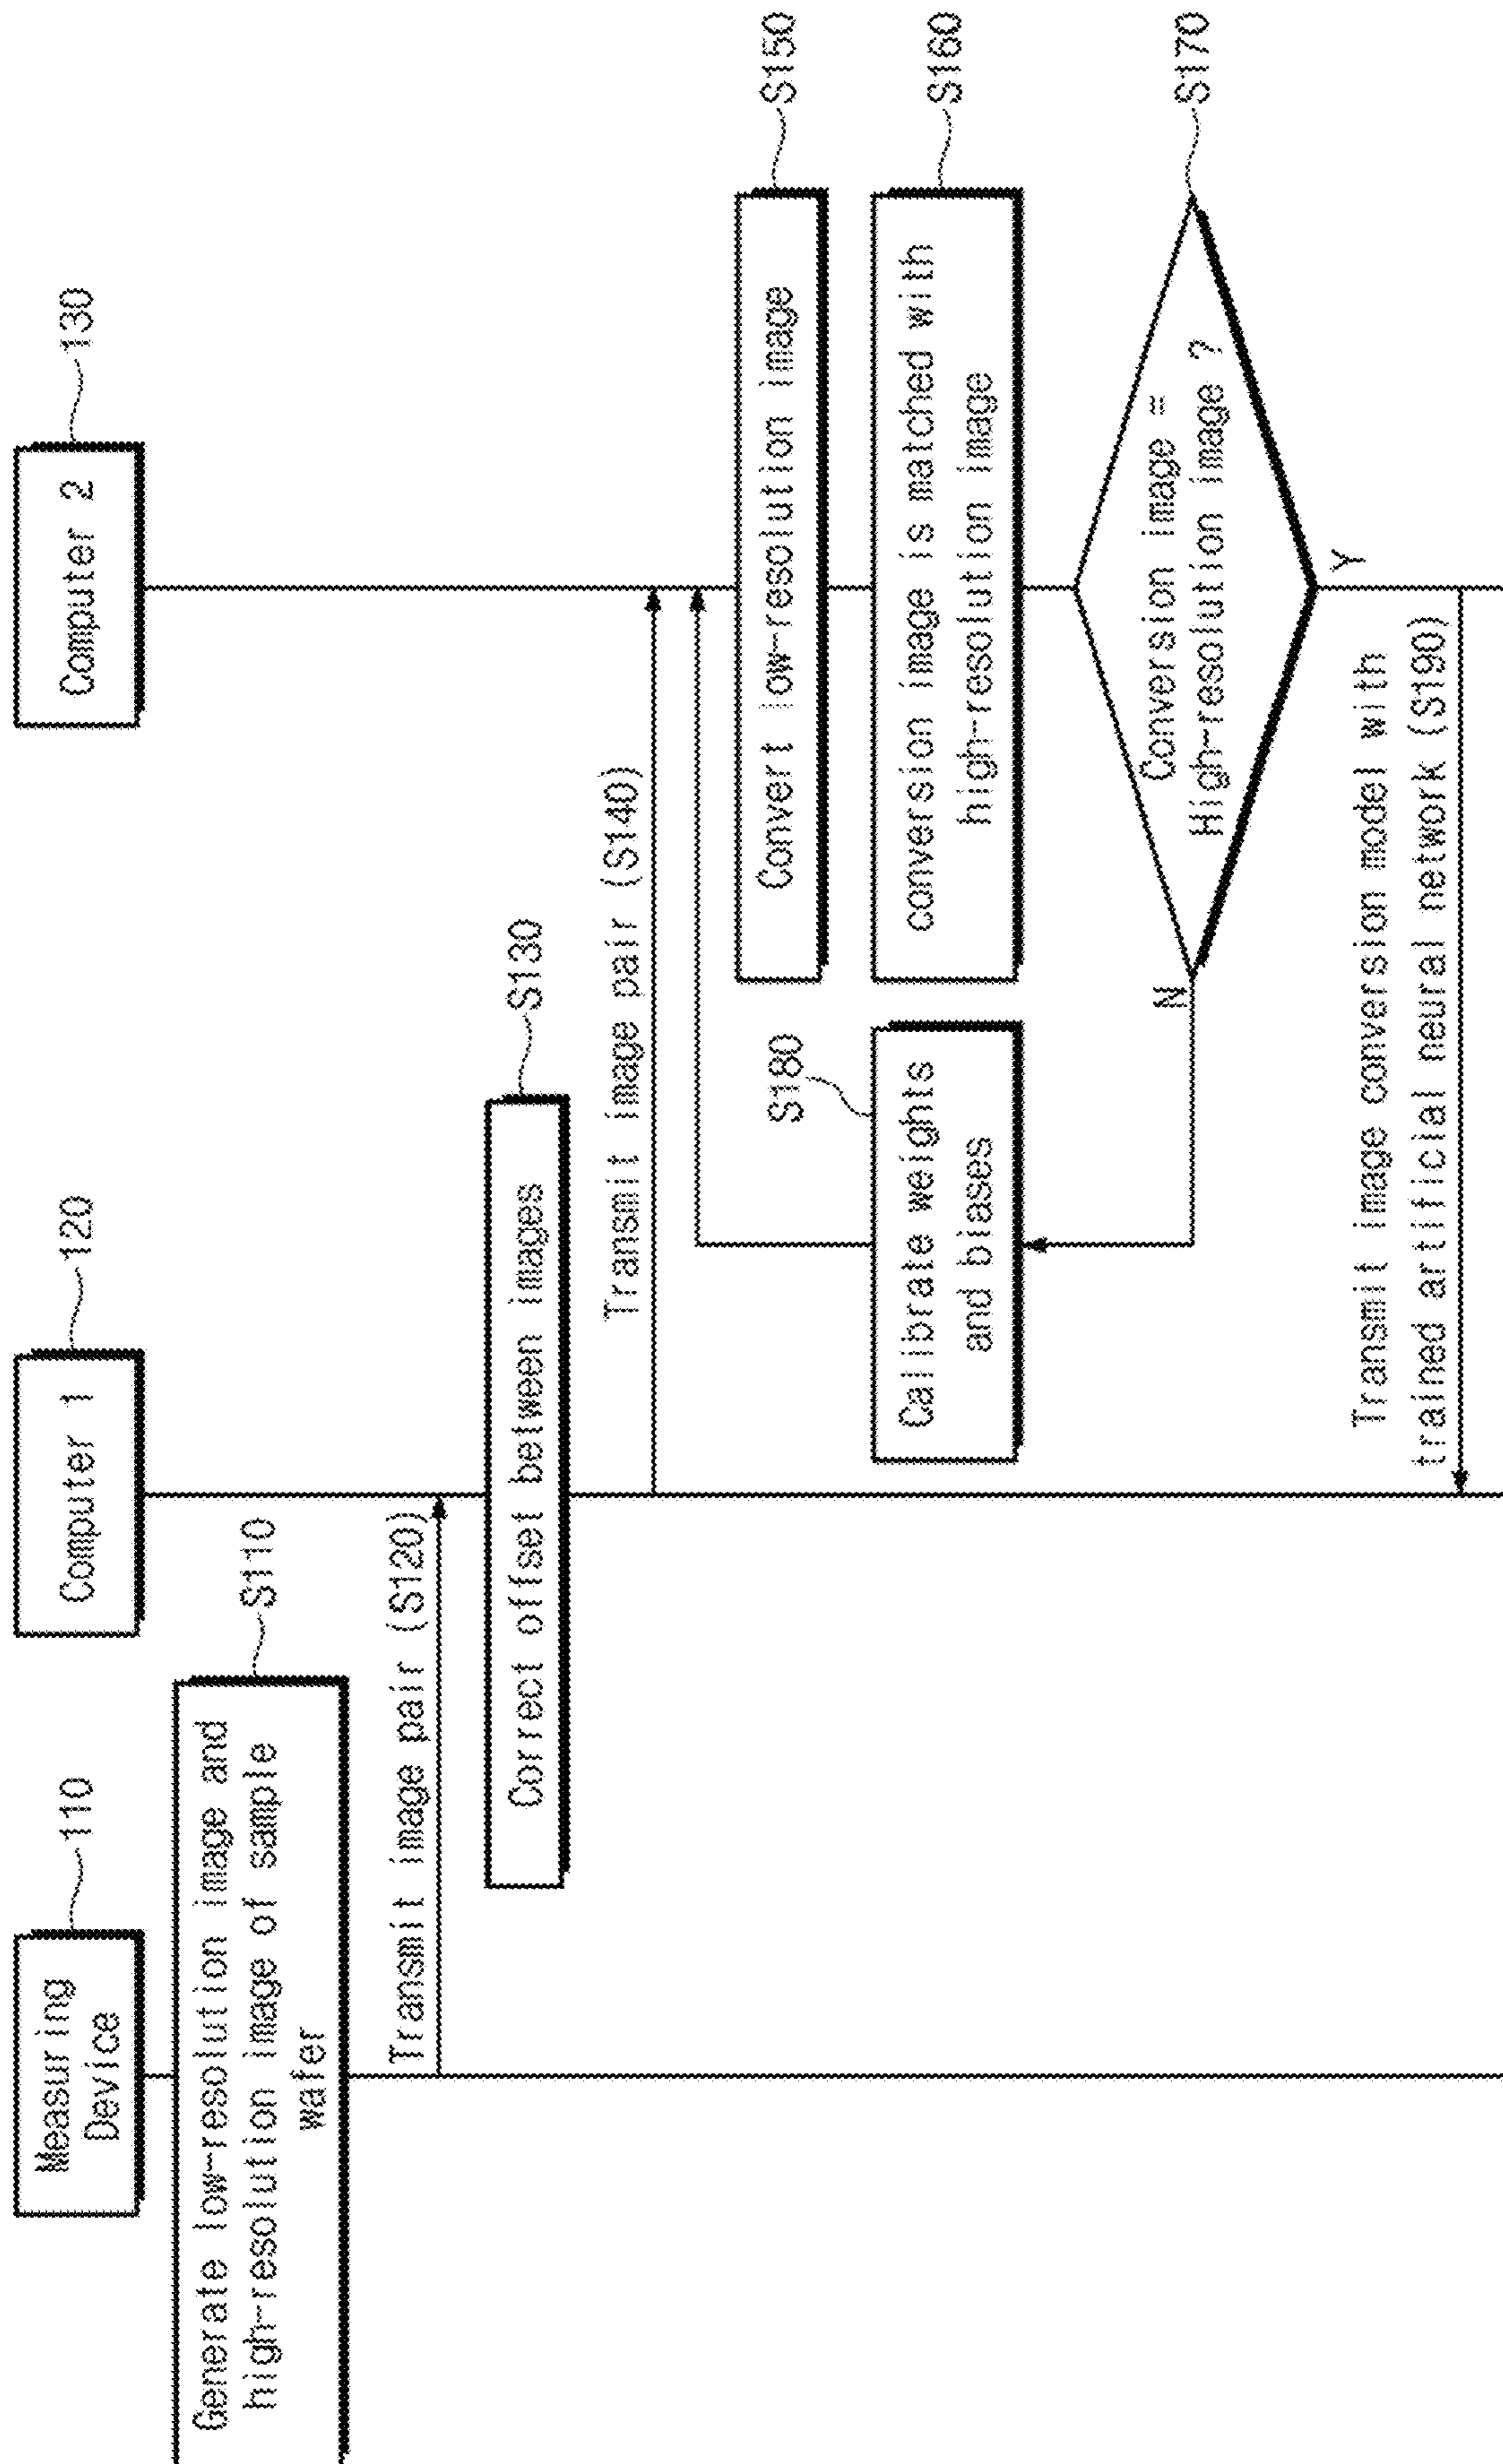 Measuring
Device
110
Computer 1
120
Computer 2
130
Generate low-resolution image and
high-resolution image of sample
wafer
S110
Transmit image pair (S120)
Correct offset between images
S130
Transmit image pair (S140)
Convert low-resolution image
S150
conversion image is matched with
high-resolution image
S160
Calibrate weights
and biases
S180
Conversion image =
High-resolution image ?
S170
N
Y
Transmit image conversion model with
trained artificial neural network (S190)